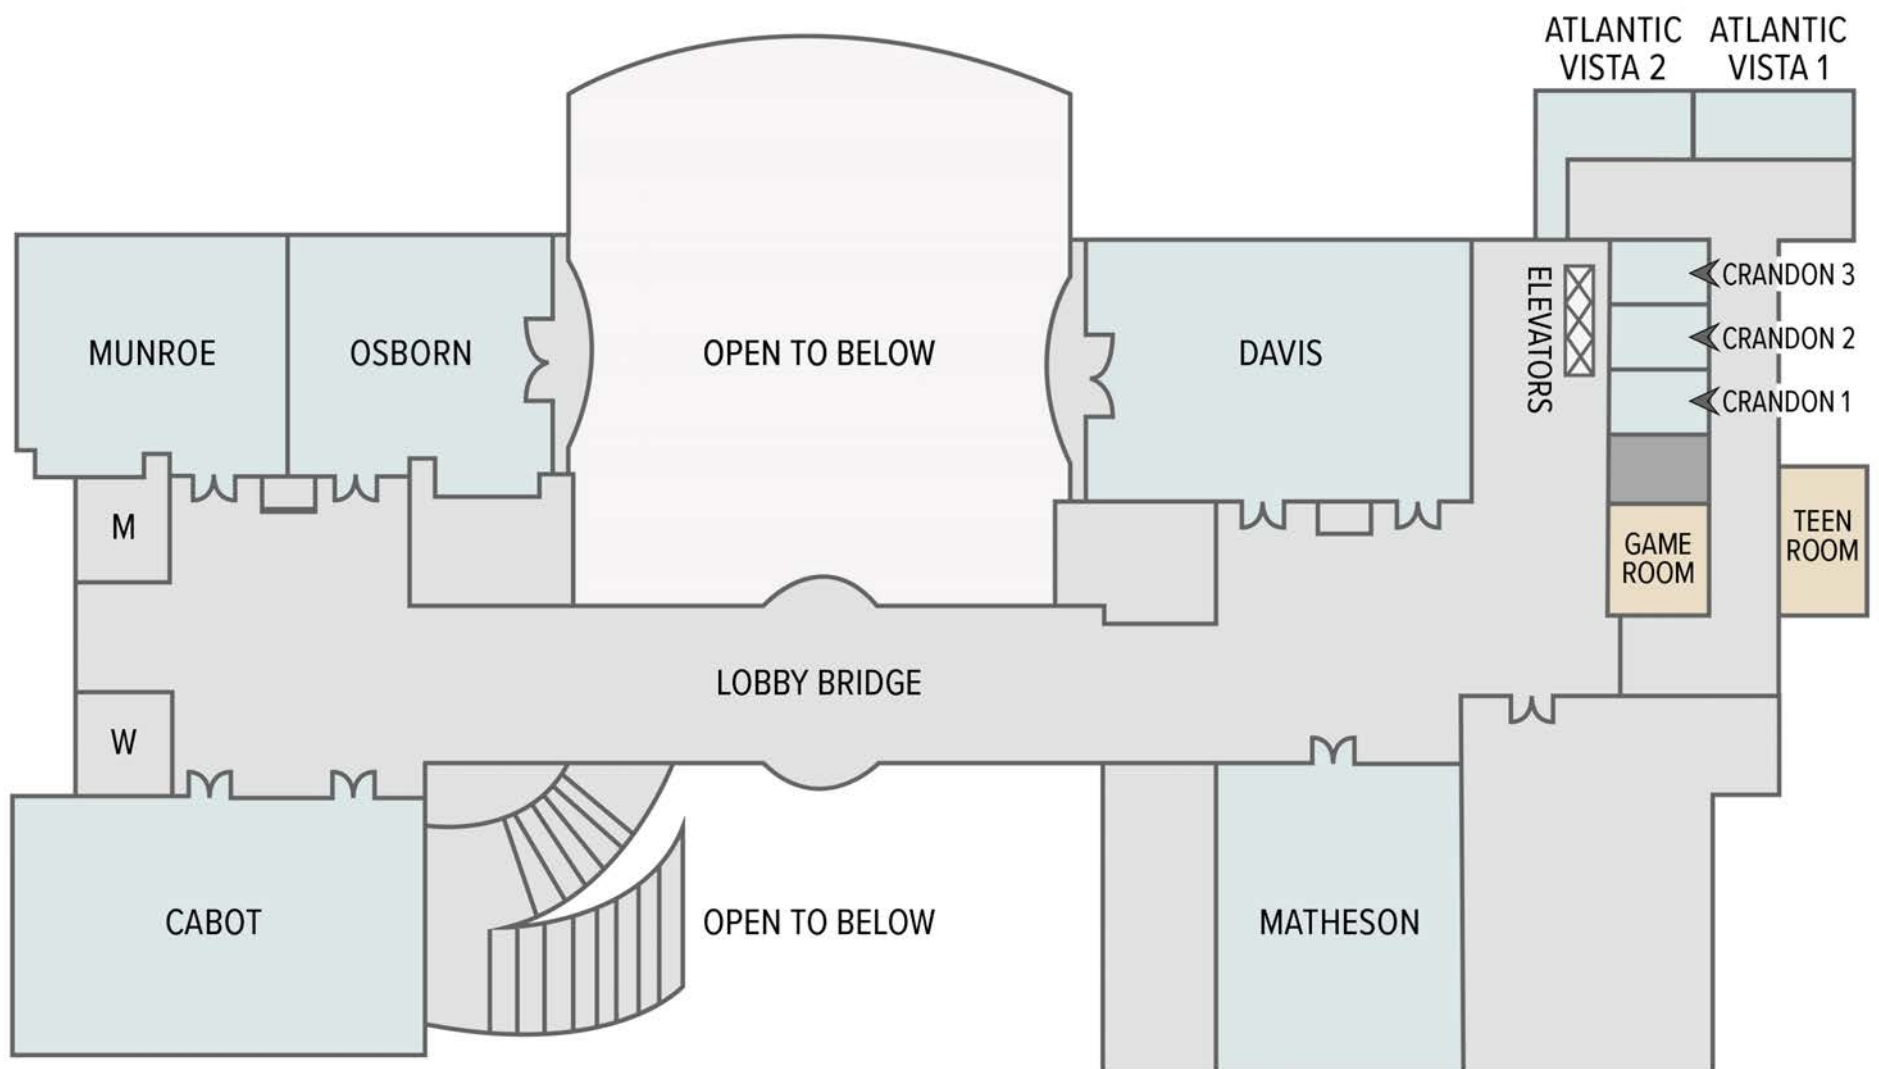 ATLANTIC
VISTA 2
ATLANTIC
VISTA 1
MUNROE
OSBORN
OPEN TO BELOW
DAVIS
ELEVATORS
CRANDON 3
CRANDON 2
CRANDON 1
M
GAME
ROOM
TEEN
ROOM
LOBBY BRIDGE
W
CABOT
OPEN TO BELOW
MATHESON